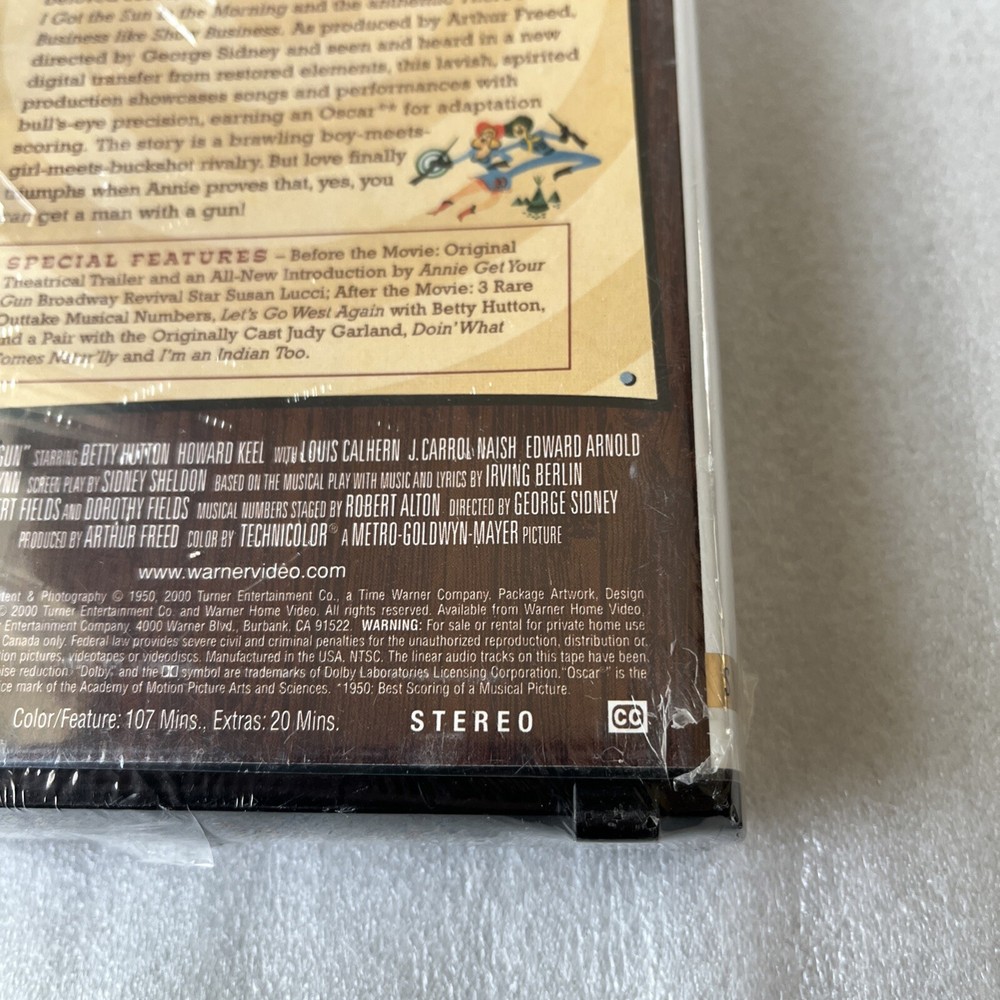 I Got the Sun in the Morning and the
Business like Show Business. As produced by Arthur Freed,
directed by George Sidney and seen and heard in a new
digital transfer from restored elements, this lavish, spirited
production showcases songs and performances with
bull's-eye precision, earning an Oscar®* for adaptation
scoring. The story is a brawling boy-meets-
girl-meets-buckshot rivalry. But love finally
triumphs when Annie proves that, yes, you
can get a man with a gun!
SPECIAL FEATURES – Before the Movie: Original
Theatrical Trailer and an All-New Introduction by Annie Get Your
Gun Broadway Revival Star Susan Lucci; After the Movie: 3 Rare
Outtake Musical Numbers, Let's Go West Again with Betty Hutton,
and a Pair with the Originally Cast Judy Garland, Doin' What
Comes Natur'lly and I'm an Indian Too.
GUN" STARRING BETTY HUTTON HOWARD KEEL WITH LOUIS CALHERN J. CARROL NAISH EDWARD ARNOLD
NN SCREEN PLAY BY SIDNEY SHELDON BASED ON THE MUSICAL PLAY WITH MUSIC AND LYRICS BY IRVING BERLIN
RT FIELDS AND DOROTHY FIELDS MUSICAL NUMBERS STAGED BY ROBERT ALTON DIRECTED BY GEORGE SIDNEY
PRODUCED BY ARTHUR FREED COLOR BY TECHNICOLOR® A METRO-GOLDWYN-MAYER PICTURE
www.warnervideo.com
tent & Photography © 1950, 2000 Turner Entertainment Co., a Time Warner Company. Package Artwork, Design
© 2000 Turner Entertainment Co. and Warner Home Video. All rights reserved. Available from Warner Home Video,
Entertainment Company, 4000 Warner Blvd., Burbank, CA 91522. WARNING: For sale or rental for private home use
Canada only. Federal law provides severe civil and criminal penalties for the unauthorized reproduction, distribution or
ion pictures, videotapes or videodiscs. Manufactured in the USA. NTSC. The linear audio tracks on this tape have been
ise reduction. "Dolby" and the DD symbol are trademarks of Dolby Laboratories Licensing Corporation. "Oscar®" is the
ce mark of the Academy of Motion Picture Arts and Sciences. *1950: Best Scoring of a Musical Picture.
Color/Feature: 107 Mins., Extras: 20 Mins. STEREO CC